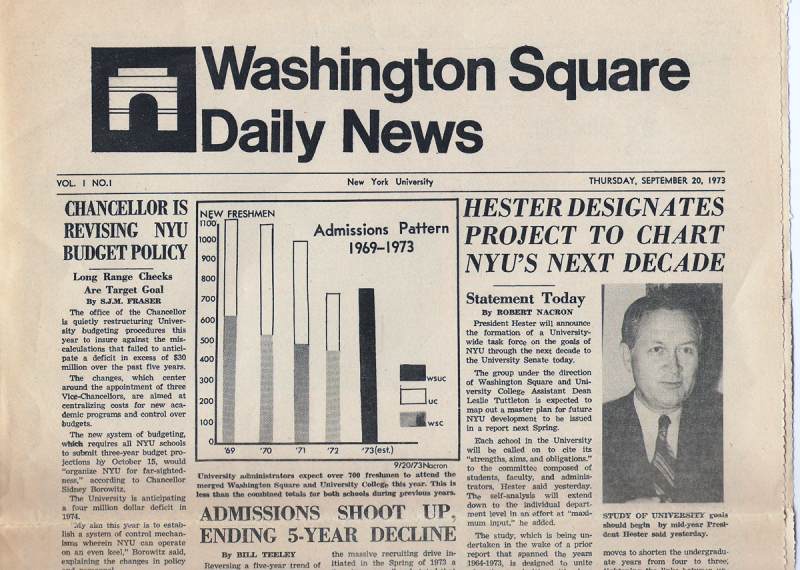 Washington Square
Daily News
VOL. 1 NO.1
New York University
THURSDAY, SEPTEMBER 20, 1973
CHANCELLOR IS
REVISING NYU
BUDGET POLICY
Long Range Checks
Are Target Goal
By S.J.M. FRASER
The office of the Chancellor
is quietly restructuring Univer-
sity budgeting procedures this
year to insure against the mis-
calculations that failed to antici-
pate a deficit in excess of $30
million over the past five years.
The changes, which center
around the appointment of three
Vice-Chancellors, are aimed at
centralizing costs for new aca-
demic programs and control over
budgets.
The new system of budgeting,
which requires all NYU schools
to submit three-year budget pro-
jections by October 15, would
"organize NYU for far-sighted-
ness," according to Chancellor
Sidney Borowitz.
The University is anticipating
a four million dollar deficit in
1974.
"My aim this year is to estab-
lish a system of control mechan-
isms wherein NYU can operate
on an even keel," Borowitz said,
explaining the changes in policy
NEW FRESHMEN
Admissions Pattern
1969-1973
1100
1000
900
800
700
600
500
400
300
200
100
0
'69
'70
'71
'72
'73(est.)
WSUC
UC
WSC
9/20/73 Nacron
University administrators expect over 700 freshmen to attend the
merged Washington Square and University College this year. This is
less than the combined totals for both schools during previous years.
ADMISSIONS SHOOT UP,
ENDING 5-YEAR DECLINE
By BILL TEELEY
Reversing a five-year trend of
the massive recruiting drive in-
itiated in the Spring of 1973 a
HESTER DESIGNATES
PROJECT TO CHART
NYU'S NEXT DECADE
Statement Today
By ROBERT NACRON
President Hester will announce
the formation of a University-
wide task force on the goals of
NYU through the next decade to
the University Senate today.
The group under the direction
of Washington Square and Uni-
versity College Assistant Dean
Leslie Tuttleton is expected to
map out a master plan for future
NYU development to be issued
in a report next Spring.
Each school in the University
will be called on to cite its
"strengths, aims, and obligations."
to the committee composed of
students, faculty, and adminis-
trators, Hester said yesterday.
The self-analysis will extend
down to the individual depart-
ment level in an effort at "maxi-
mum input," he added.
The study, which is being un-
dertaken in the wake of a prior
report that spanned the years
1964-1973, is designed to unite
STUDY OF UNIVERSITY goals
should begin by mid-year Presi-
dent Hester said yesterday.
moves to shorten the undergradu-
ate years from four to three;